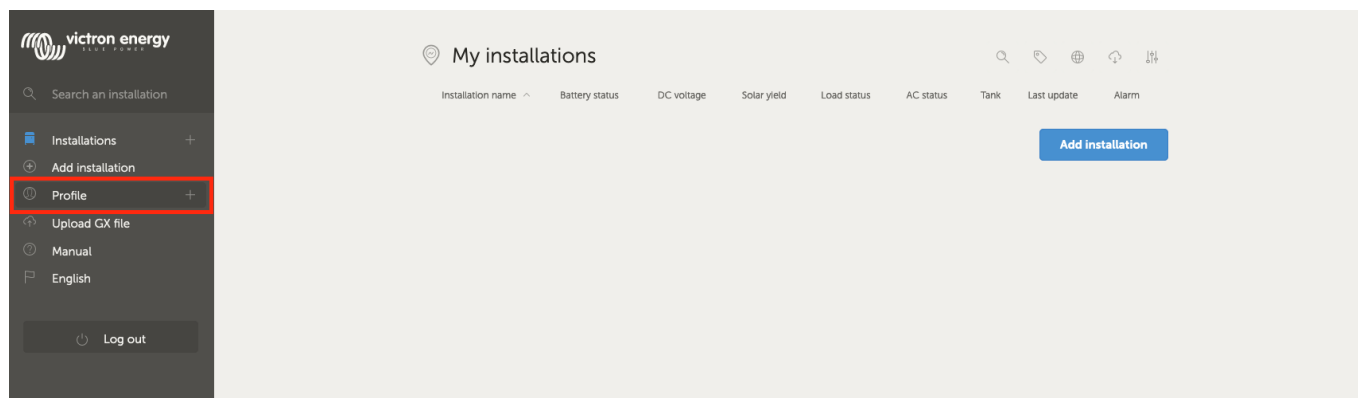 victron energy
BLUE POWER
Search an installation
Installations
Add installation
Profile
Upload GX file
Manual
English
Log out
My installations
Installation name Battery status DC voltage Solar yield Load status AC status Tank Last update Alarm
Add installation